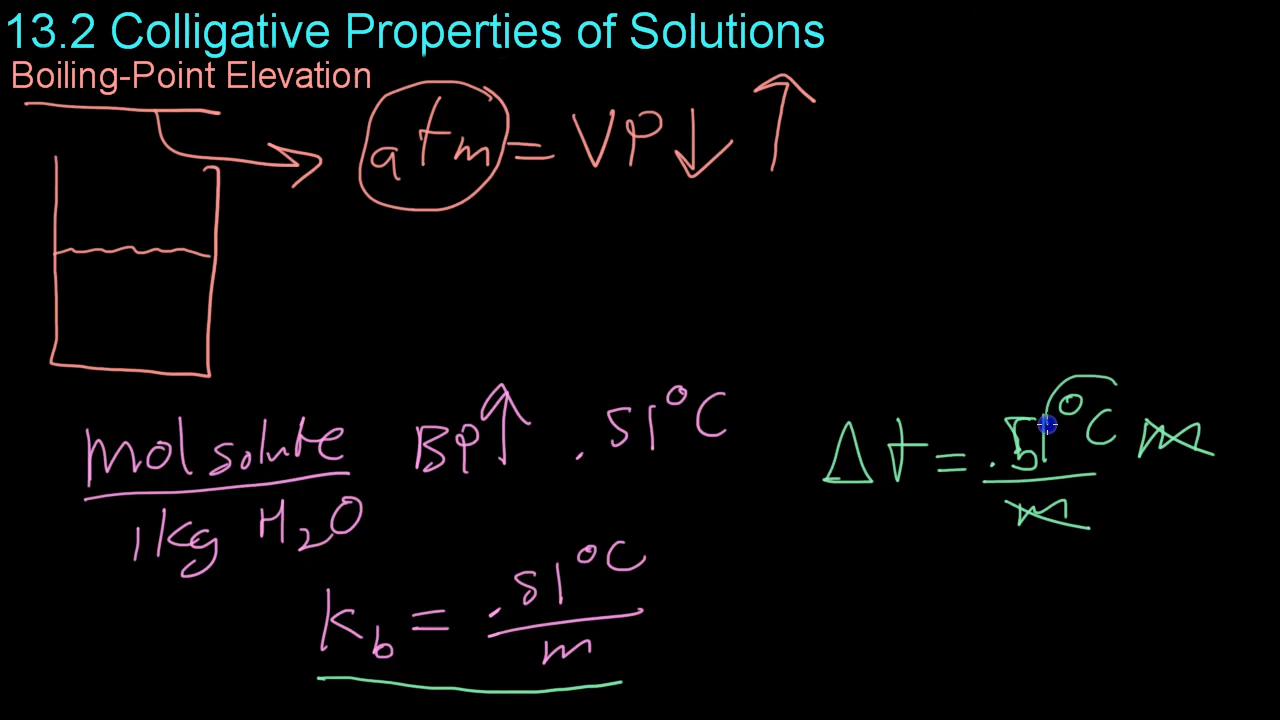 13.2 Colligative Properties of Solutions
Boiling-Point Elevation
atm = VP ↓ ↑
mol solute
1kg H₂O
BP↑ .51°C
Δt = .51°C m
m
k_b = .51°C
m